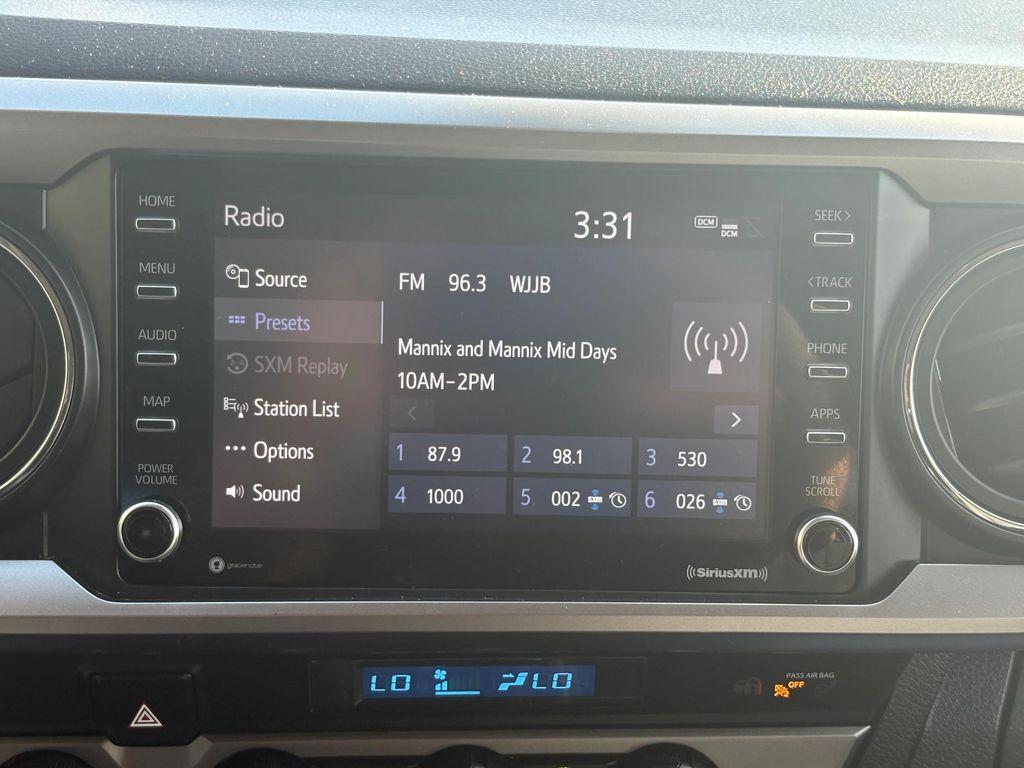 HOME
MENU
AUDIO
MAP
POWER
VOLUME
Radio
3:31
DCM
DCM
Source
Presets
SXM Replay
Station List
Options
Sound
FM 96.3 WJJB
Mannix and Mannix Mid Days
10AM-2PM
< >
1 87.9
2 98.1
3 530
4 1000
5 002 SXM
6 026 SXM
SEEK >
< TRACK
PHONE
APPS
TUNE
SCROLL
gracenote
((SiriusXM))
LO LO
PASS AIR BAG
OFF